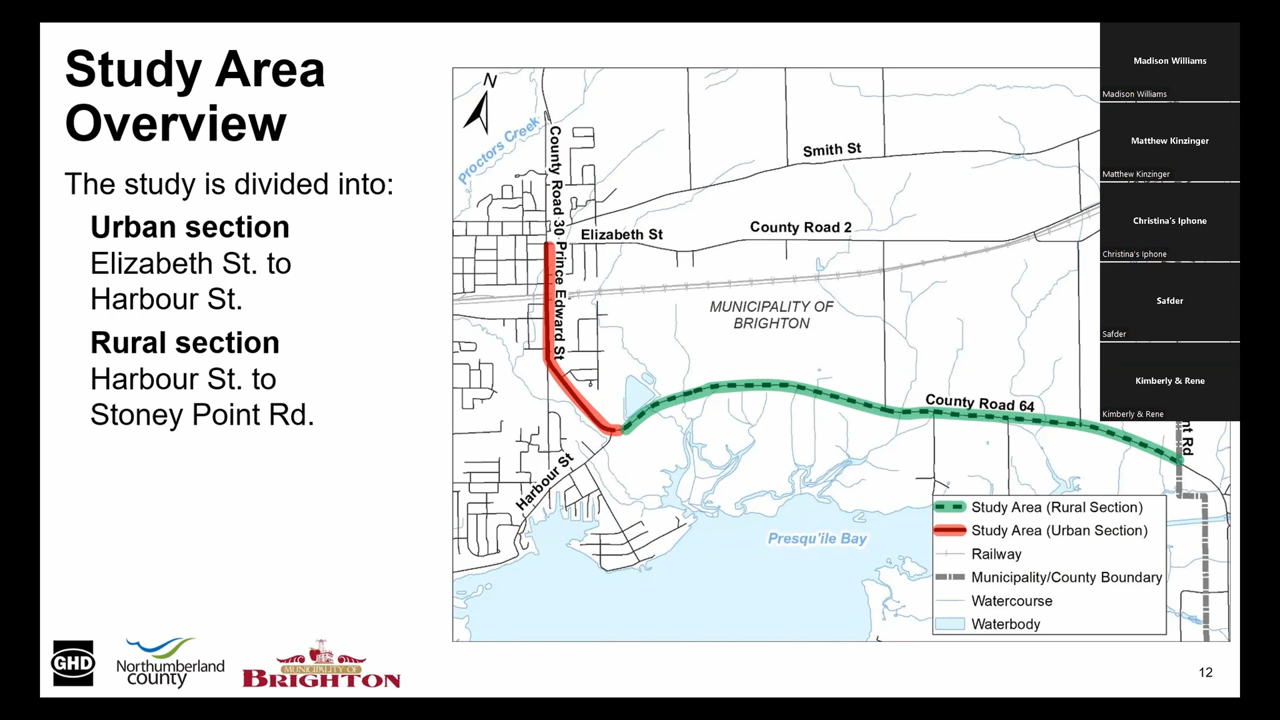 Study Area
Overview
The study is divided into:
Urban section
Elizabeth St. to
Harbour St.
Rural section
Harbour St. to
Stoney Point Rd.
N
Proctors Creek
County Road 30
Prince Edward St
Smith St
Elizabeth St
County Road 2
MUNICIPALITY OF
BRIGHTON
County Road 64
nt Rd
Harbour St
Presqu'ile Bay
Study Area (Rural Section)
Study Area (Urban Section)
Railway
Municipality/County Boundary
Watercourse
Waterbody
Madison Williams
Madison Williams
Matthew Kinzinger
Matthew Kinzinger
Christina's Iphone
Christina's Iphone
Safder
Safder
Kimberly & Rene
Kimberly & Rene
GHD
Northumberland
county
MUNICIPALITY OF
BRIGHTON
12